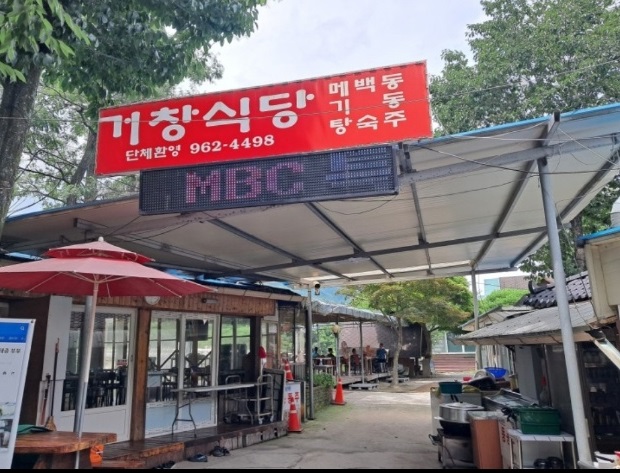 거창식당
단체환영 962-4498
메기탕
백숙
동동주
MBC